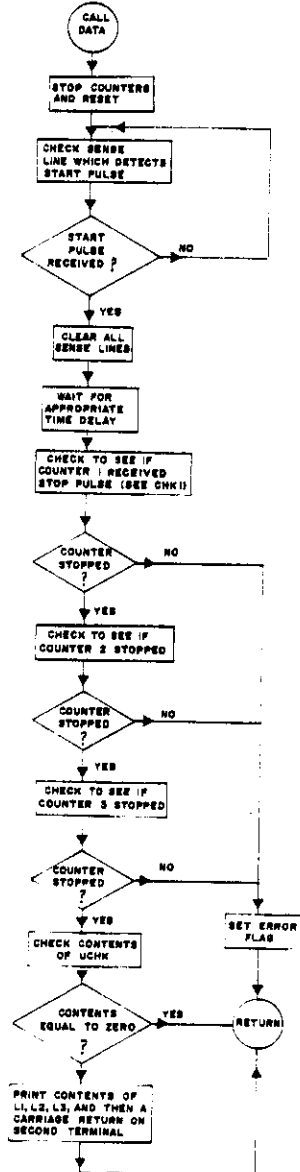 CALL
DATA
STOP COUNTERS
AND RESET
CHECK SENSE
LINE WHICH DETECTS
START PULSE
START
PULSE
RECEIVED ?
NO
YES
CLEAR ALL
SENSE LINES
WAIT FOR
APPROPRIATE
TIME DELAY
CHECK TO SEE IF
COUNTER 1 RECEIVED
STOP PULSE (SEE CHK1)
COUNTER
STOPPED
?
NO
YES
CHECK TO SEE IF
COUNTER 2 STOPPED
COUNTER
STOPPED
?
NO
YES
CHECK TO SEE IF
COUNTER 3 STOPPED
COUNTER
STOPPED
?
NO
YES
SET ERROR
FLAG
CHECK CONTENTS
OF UCHK
CONTENTS
EQUAL TO ZERO
?
YES
RETURN
PRINT CONTENTS OF
L1, L2, L3, AND THEN A
CARRIAGE RETURN ON
SECOND TERMINAL